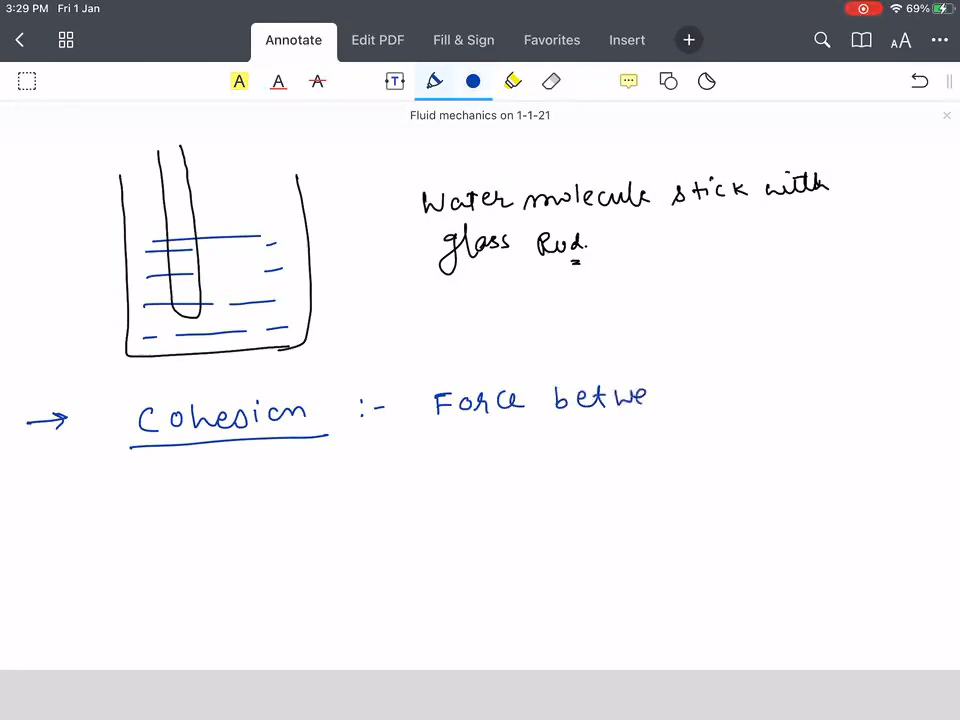 3:29 PM Fri 1 Jan 69%
Annotate Edit PDF Fill & Sign Favorites Insert
A A A T
Fluid mechanics on 1-1-21
Water molecule stick with
glass Rod.
→ Cohesion :- Force betwe